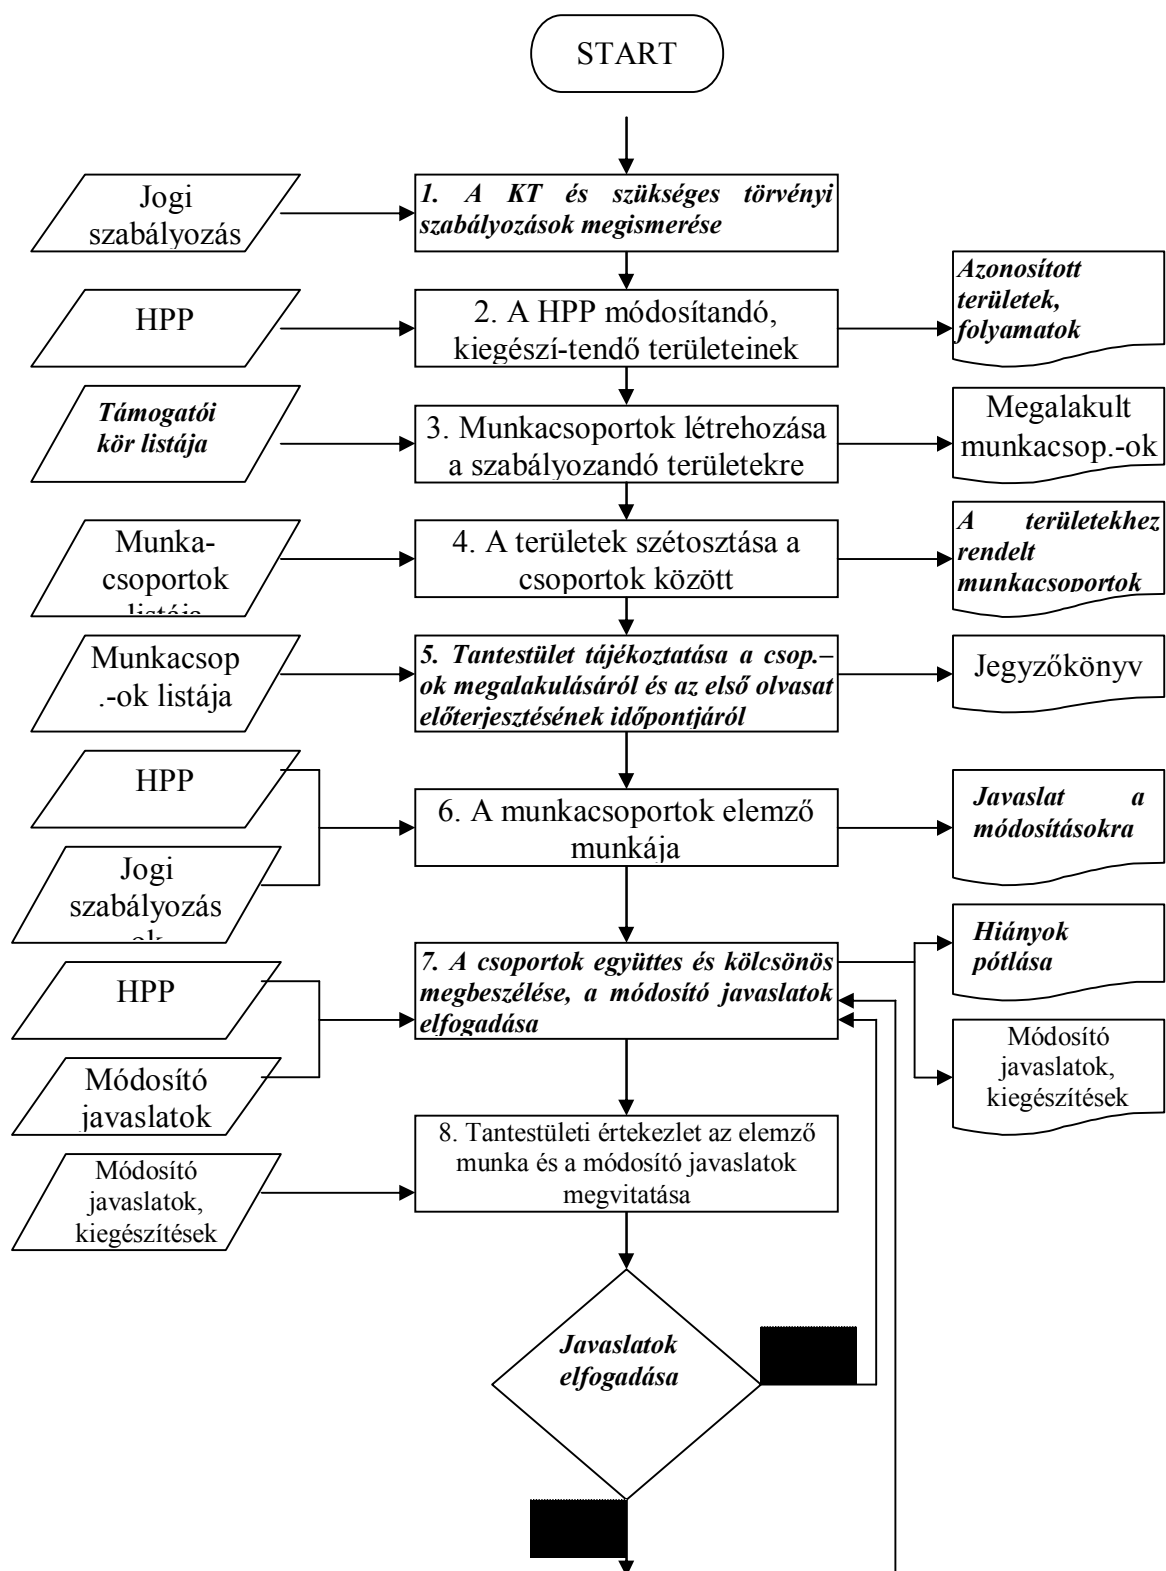 START
Jogi
szabályozás
1. A KT és szükséges törvényi
szabályozások megismerése
HPP
2. A HPP módosítandó,
kiegészí-tendő területeinek
Azonosított
területek,
folyamatok
Támogatói
kör listája
3. Munkacsoportok létrehozása
a szabályozandó területekre
Megalakult
munkacsop.-ok
Munka-
csoportok
listája
4. A területek szétosztása a
csoportok között
A területekhez
rendelt
munkacsoportok
Munkacsop
.-ok listája
5. Tantestület tájékoztatása a csop.–
ok megalakulásáról és az első olvasat
előterjesztésének időpontjáról
Jegyzőkönyv
HPP
Jogi
szabályozás
ok
6. A munkacsoportok elemző
munkája
Javaslat a
módosításokra
HPP
Módosító
javaslatok
7. A csoportok együttes és kölcsönös
megbeszélése, a módosító javaslatok
elfogadása
Hiányok
pótlása
Módosító
javaslatok,
kiegészítések
Módosító
javaslatok,
kiegészítések
8. Tantestületi értekezlet az elemző
munka és a módosító javaslatok
megvitatása
Javaslatok
elfogadása